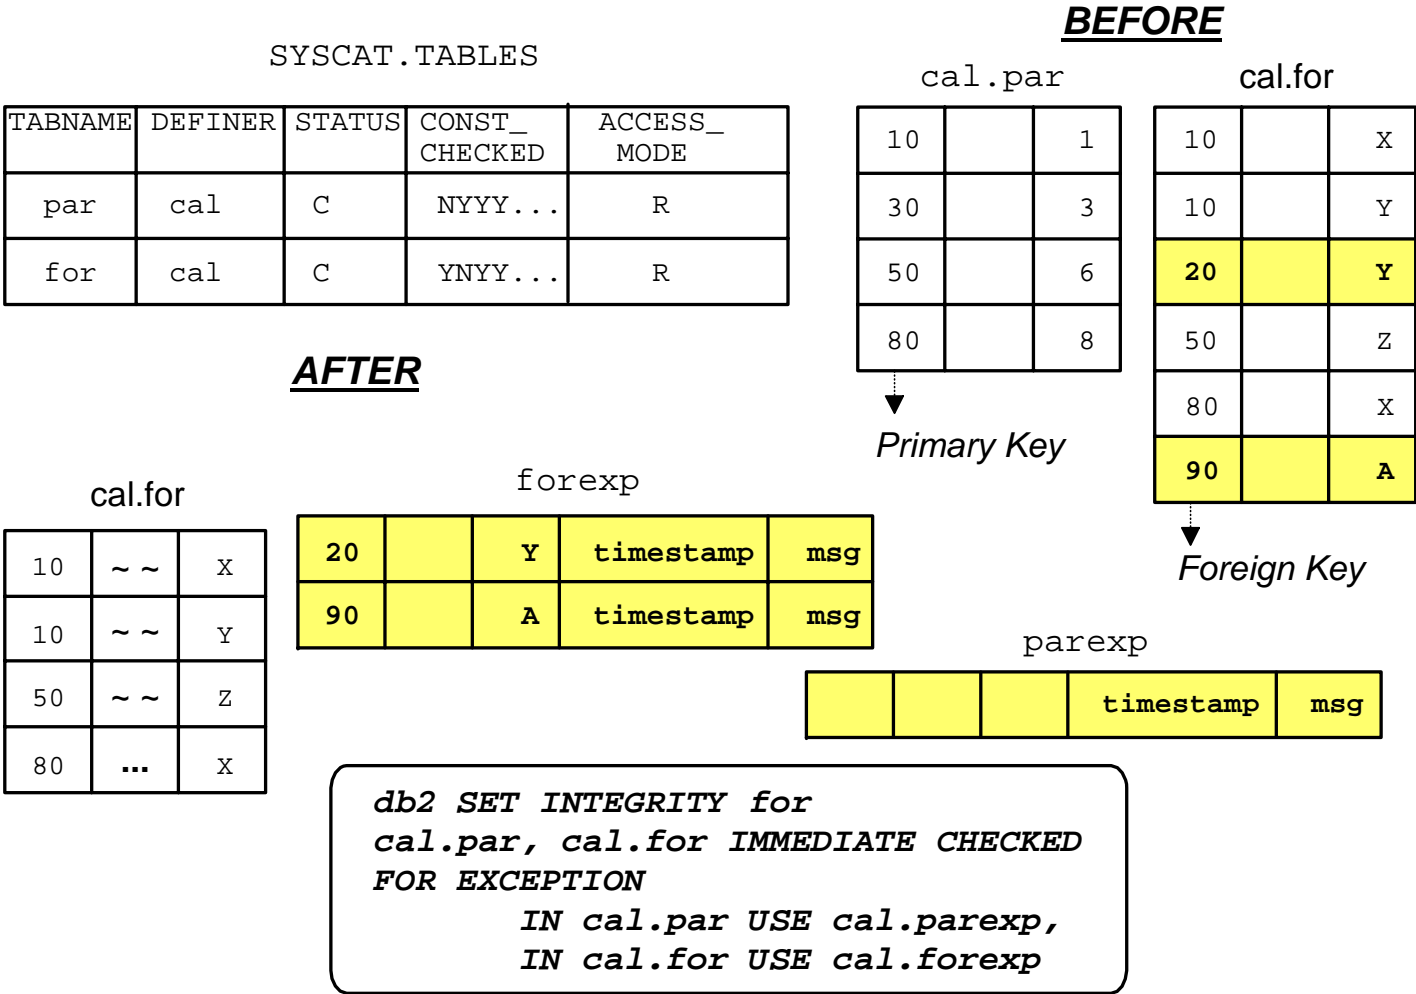 BEFORE
SYSCAT.TABLES
TABNAME DEFINER STATUS CONST_ ACCESS_
CHECKED MODE
par cal C NYYY... R
for cal C YNYY... R
cal.par
10 1
30 3
50 6
80 8
Primary Key
cal.for
10 X
10 Y
20 Y
50 Z
80 X
90 A
Foreign Key
AFTER
cal.for
10 ~ ~ X
10 ~ ~ Y
50 ~ ~ Z
80 ... X
forexp
20 Y timestamp msg
90 A timestamp msg
parexp
timestamp msg
db2 SET INTEGRITY for
cal.par, cal.for IMMEDIATE CHECKED
FOR EXCEPTION
IN cal.par USE cal.parexp,
IN cal.for USE cal.forexp